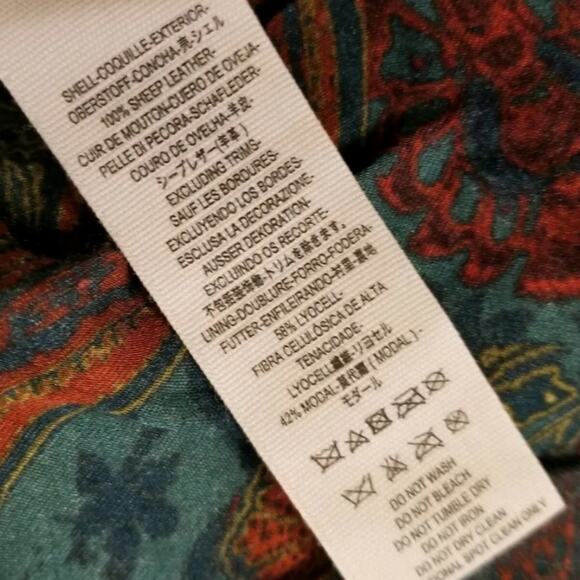 SHELL-COQUILLE-EXTERIOR-
OBERSTOFF-CONCHA-壳-シェル
100% SHEEP LEATHER-
CUIR DE MOUTON-CUERO DE OVEJA-
PELLE DI PECORA-SCHAFLEDER-
COURO DE OVELHA-羊皮-
シープレザー(羊革)
EXCLUDING TRIMS-
SAUF LES BORDURES-
EXCLUYENDO LOS BORDES-
ESCLUSA LA DECORAZIONE-
AUSSER DEKORATION-
EXCLUINDO OS RECORTE-
不包括装饰物-トリムを除きます。
LINING-DOUBLURE-FORRO-FODERA-
FUTTER-ENFILEIRANDO-衬里-裏地
58% LYOCELL-
FIBRA CELULÓSICA DE ALTA
TENACIDADE-
LYOCELL纖維-リヨセル
42% MODAL-莫代爾(MODAL)-
モダール
DO NOT WASH
DO NOT BLEACH
DO NOT TUMBLE DRY
DO NOT IRON
DO NOT DRY CLEAN
SPOT CLEAN ONLY